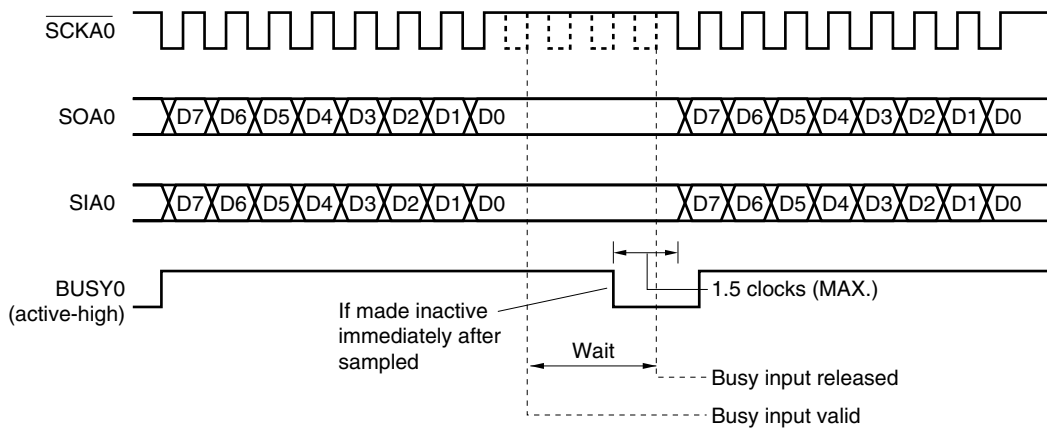 SCKA0
SOA0
D7 D6 D5 D4 D3 D2 D1 D0
D7 D6 D5 D4 D3 D2 D1 D0
SIA0
D7 D6 D5 D4 D3 D2 D1 D0
D7 D6 D5 D4 D3 D2 D1 D0
BUSY0
(active-high)
If made inactive
immediately after
sampled
1.5 clocks (MAX.)
Wait
Busy input released
Busy input valid